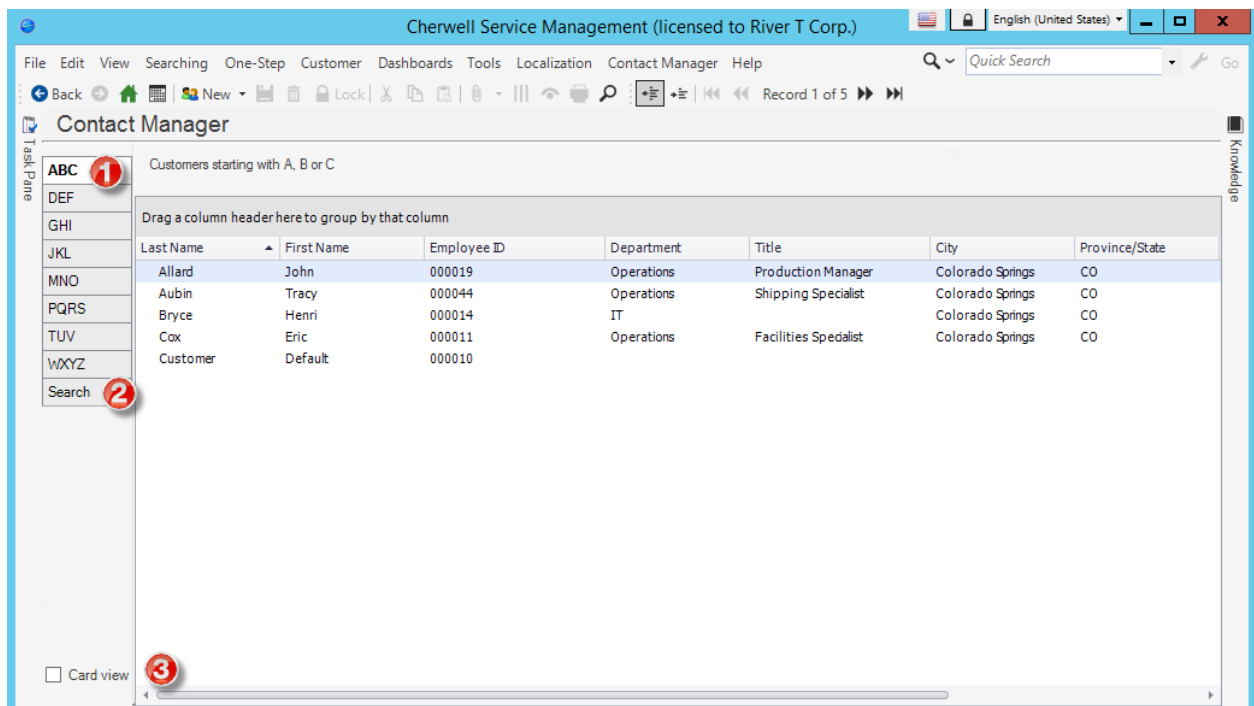 Cherwell Service Management (licensed to River T Corp.)
English (United States)
File Edit View Searching One-Step Customer Dashboards Tools Localization Contact Manager Help
Quick Search
Go
Back
New
Lock
Record 1 of 5
Task Pane
Contact Manager
Knowledge
ABC
1
DEF
GHI
JKL
MNO
PQRS
TUV
WXYZ
Search
2
Customers starting with A, B or C
Drag a column header here to group by that column
Last Name First Name Employee ID Department Title City Province/State
Allard John 000019 Operations Production Manager Colorado Springs CO
Aubin Tracy 000044 Operations Shipping Specialist Colorado Springs CO
Bryce Henri 000014 IT Colorado Springs CO
Cox Eric 000011 Operations Facilities Specialist Colorado Springs CO
Customer Default 000010
Card view
3